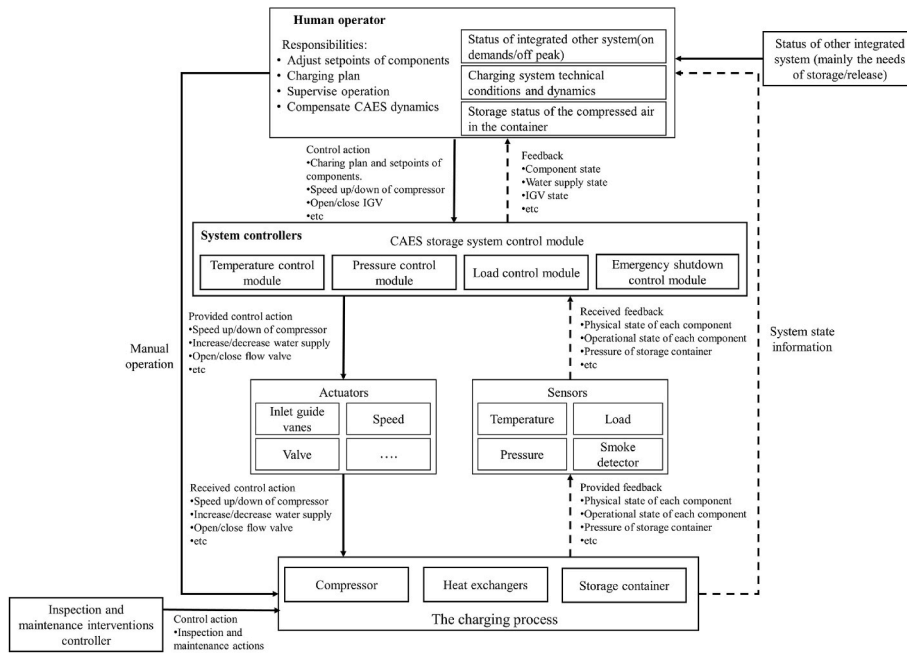 Human operator
Responsibilities:
• Adjust setpoints of components
• Charging plan
• Supervise operation
• Compensate CAES dynamics
Status of integrated other system(on
demands/off peak)
Charging system technical
conditions and dynamics
Storage status of the compressed air
in the container
Status of other integrated
system (mainly the needs
of storage/release)
Control action
•Charing plan and setpoints of
components.
•Speed up/down of compressor
•Open/close IGV
•etc
Feedback
•Component state
•Water supply state
•IGV state
•etc
System controllers
CAES storage system control module
Temperature control
module
Pressure control
module
Load control module
Emergency shutdown
control module
Manual
operation
Provided control action
•Speed up/down of compressor
•Increase/decrease water supply
•Open/close flow valve
•etc
Received feedback
•Physical state of each component
•Operational state of each component
•Pressure of storage container
•etc
System state
information
Actuators
Inlet guide
vanes
Speed
Valve
….
Sensors
Temperature
Load
Pressure
Smoke
detector
Received control action
•Speed up/down of compressor
•Increase/decrease water supply
•Open/close flow valve
•etc
Provided feedback
•Physical state of each component
•Operational state of each component
•Pressure of storage container
•etc
Compressor
Heat exchangers
Storage container
The charging process
Inspection and
maintenance interventions
controller
Control action
•Inspection and
maintenance actions